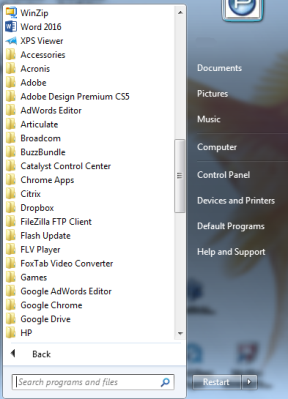 WinZip
Word 2016
XPS Viewer
Accessories
Acronis
Adobe
Adobe Design Premium CS5
AdWords Editor
Articulate
Broadcom
BuzzBundle
Catalyst Control Center
Chrome Apps
Citrix
Dropbox
FileZilla FTP Client
Flash Update
FLV Player
FoxTab Video Converter
Games
Google AdWords Editor
Google Chrome
Google Drive
HP
Back
Search programs and files
Documents
Pictures
Music
Computer
Control Panel
Devices and Printers
Default Programs
Help and Support
Restart